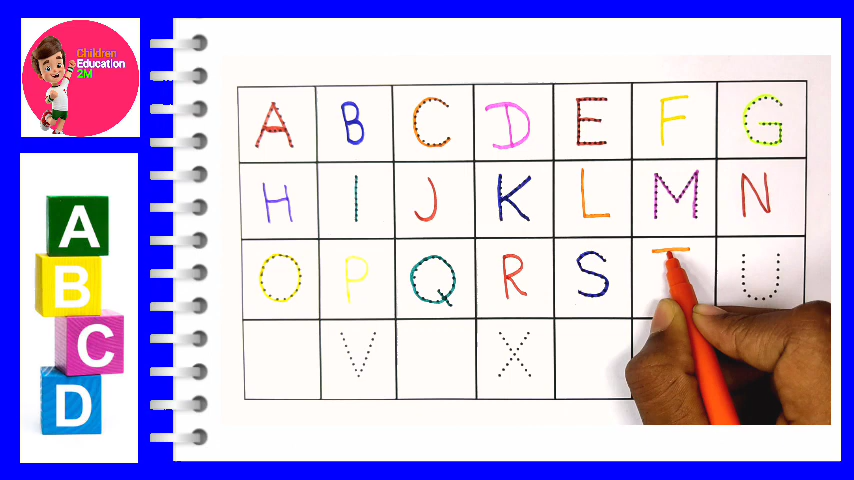 Children
Education
2M
A
B
C
D
A B C D E F G
H I J K L M N
O P Q R S T U
V X